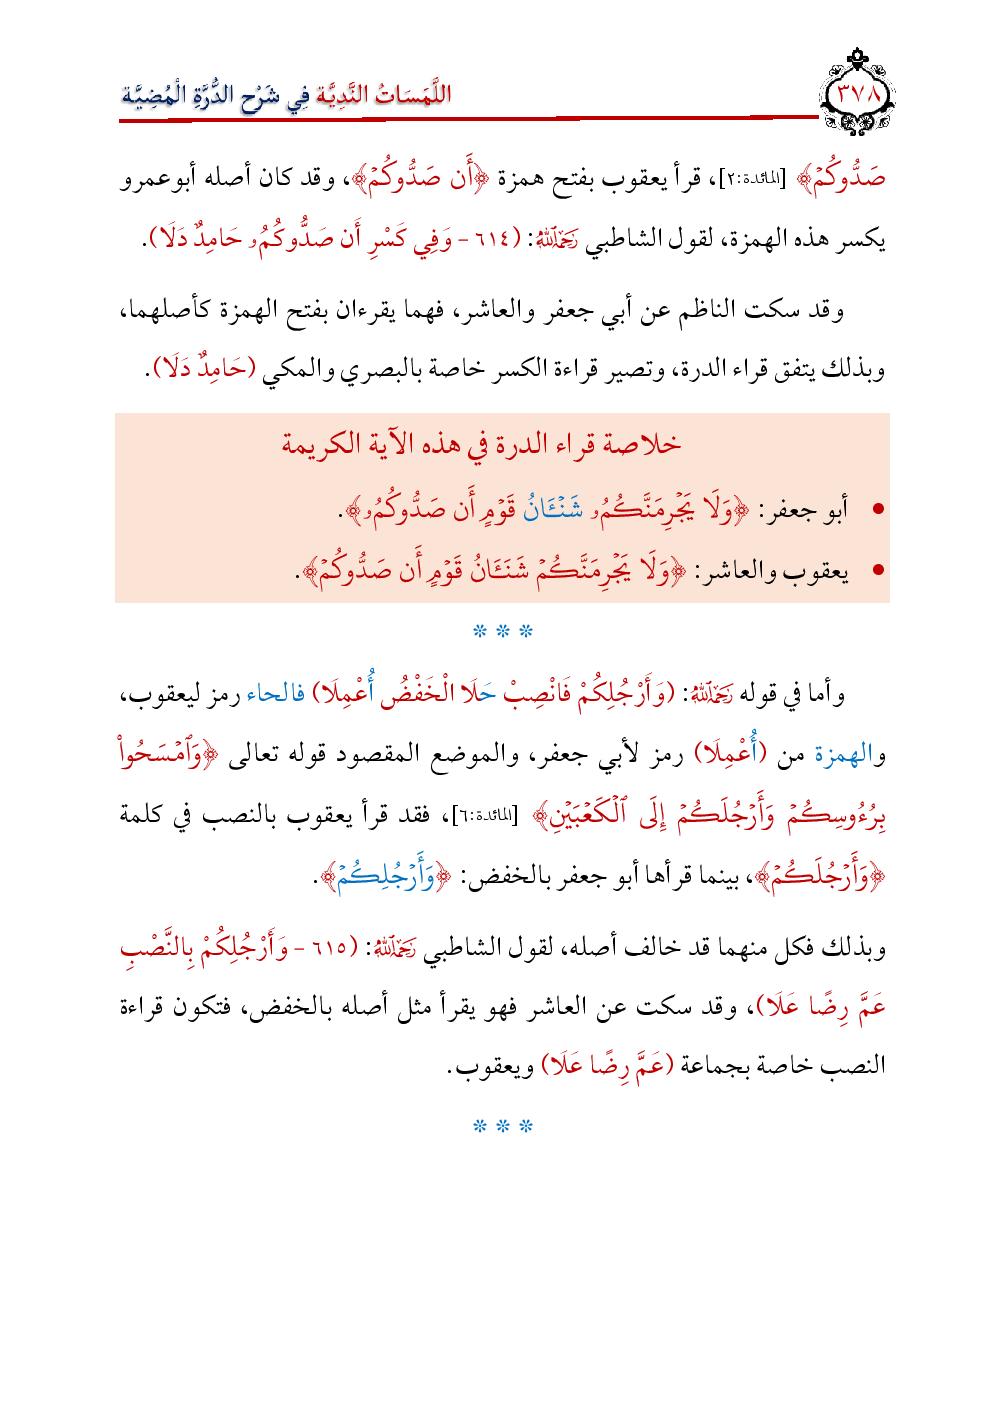 ٣٧٨
اللَّمَسَاتُ النَّدِيَّة فِي شَرْح الدُّرَّةِ الْمُضِيَّة
صَدُّوكُمۡ﴾ [المائدة:٢]، قرأ يعقوب بفتح همزة ﴿أَن صَدُّوكُمۡ﴾، وقد كان أصله أبوعمرو
يكسر هذه الهمزة، لقول الشاطبي رَحِمَهُ ٱللَّهُ: (٦١٤ - وَفِي كَسْرِ أَن صَدُّوكُمُۥ حَامِدٌ دَلَا).
وقد سكت الناظم عن أبي جعفر والعاشر، فهما يقرءان بفتح الهمزة كأصلهما،
وبذلك يتفق قراء الدرة، وتصير قراءة الكسر خاصة بالبصري والمكي (حَامِدٌ دَلَا).
خلاصة قراء الدرة في هذه الآية الكريمة
• أبو جعفر: ﴿وَلَا يَجۡرِمَنَّكُمُۥ شَنۡـَٔانُ قَوۡمٍ أَن صَدُّوكُمُۥ﴾.
• يعقوب والعاشر: ﴿وَلَا يَجۡرِمَنَّكُمۡ شَنَـَٔانُ قَوۡمٍ أَن صَدُّوكُمۡ﴾.
***
وأما في قوله رَحِمَهُ ٱللَّهُ: (وَأَرْجُلِكُمْ فَانْصِبْ حَلَا الْخَفْضُ أُعْمِلَا) فالحاء رمز ليعقوب،
والهمزة من (أُعْمِلَا) رمز لأبي جعفر، والموضع المقصود قوله تعالى ﴿وَٱمۡسَحُواْ
بِرُءُوسِكُمۡ وَأَرۡجُلَكُمۡ إِلَى ٱلۡكَعۡبَيۡنِ﴾ [المائدة:٦]، فقد قرأ يعقوب بالنصب في كلمة
﴿وَأَرۡجُلَكُمۡ﴾، بينما قرأها أبو جعفر بالخفض: ﴿وَأَرۡجُلِكُمۡ﴾.
وبذلك فكل منهما قد خالف أصله، لقول الشاطبي رَحِمَهُ ٱللَّهُ: (٦١٥ - وَأَرْجُلِكُمْ بِالنَّصْبِ
عَمَّ رِضًا عَلَا)، وقد سكت عن العاشر فهو يقرأ مثل أصله بالخفض، فتكون قراءة
النصب خاصة بجماعة (عَمَّ رِضًا عَلَا) ويعقوب.
***